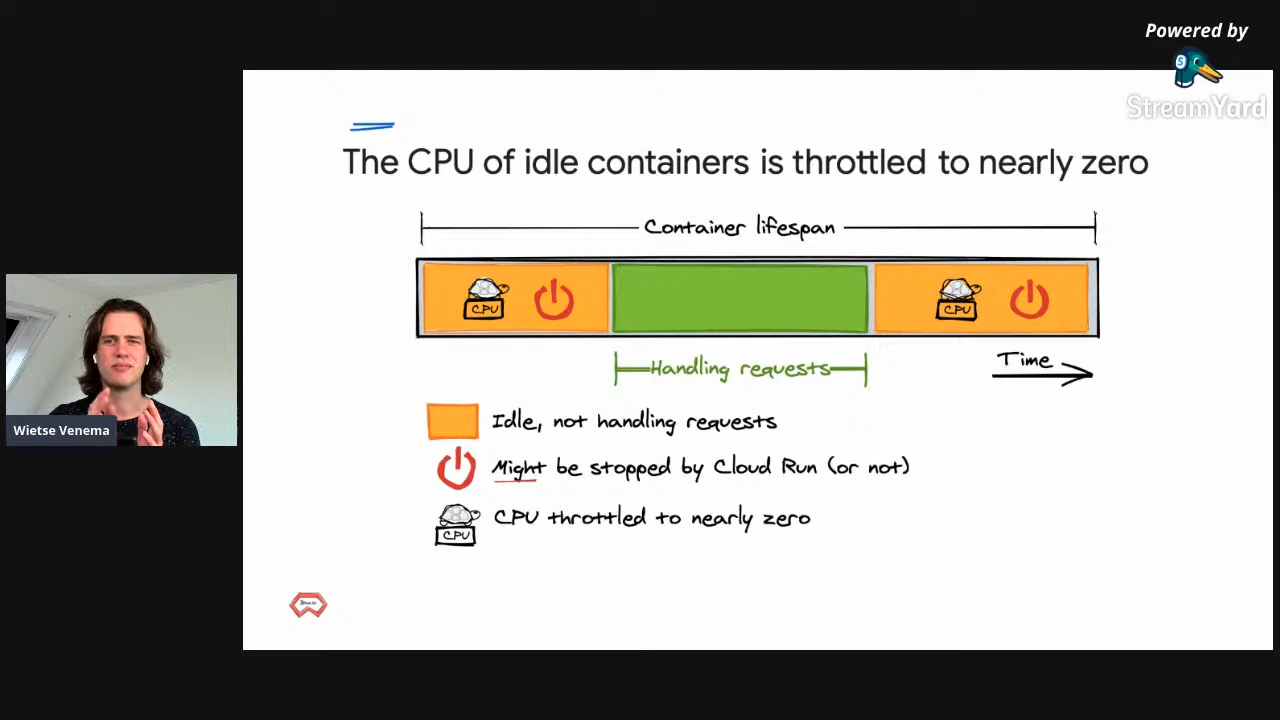 Powered by
S
StreamYard
The CPU of idle containers is throttled to nearly zero
Container lifespan
CPU
CPU
Handling requests
Time
Idle, not handling requests
Might be stopped by Cloud Run (or not)
CPU throttled to nearly zero
CPU
Wietse Venema